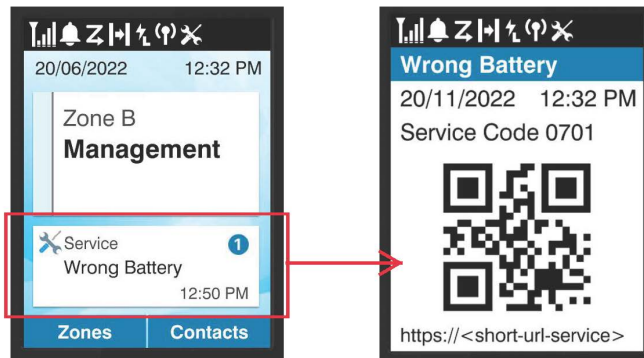 20/06/2022 12:32 PM
Zone B
Management
Service 1
Wrong Battery
12:50 PM
Zones Contacts
Wrong Battery
20/11/2022 12:32 PM
Service Code 0701
https://<short-url-service>